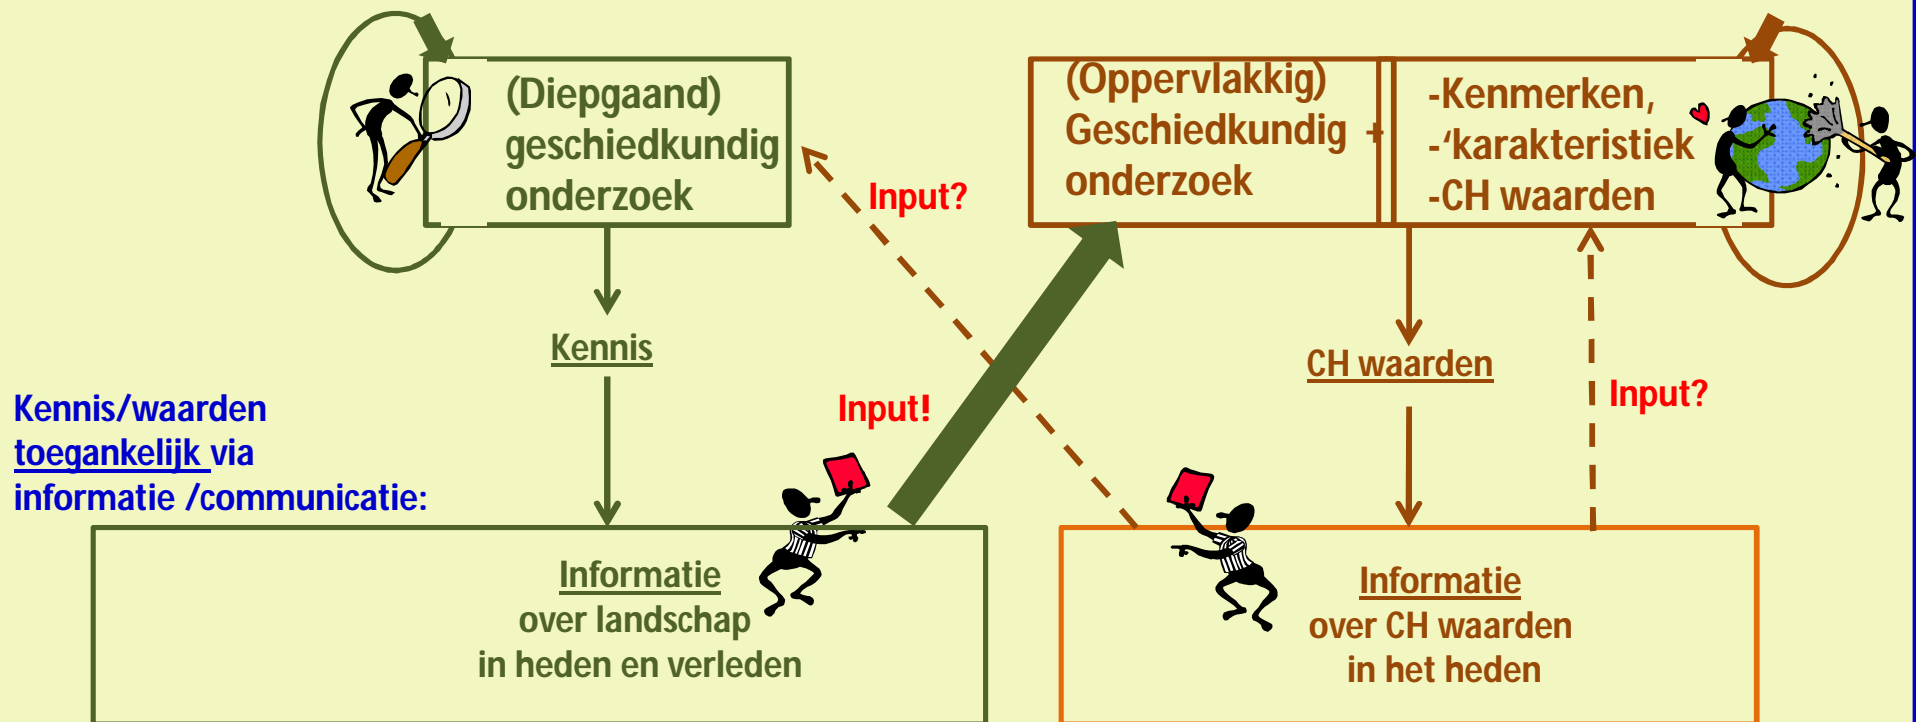 (Diepgaand)
geschiedkundig
onderzoek
(Oppervlakkig)
Geschiedkundig +
onderzoek
-Kenmerken,
-‘karakteristiek
-CH waarden
Input?
Kennis
CH waarden
Input!
Input?
Kennis/waarden
toegankelijk via
informatie /communicatie:
Informatie
over landschap
in heden en verleden
Informatie
over CH waarden
in het heden